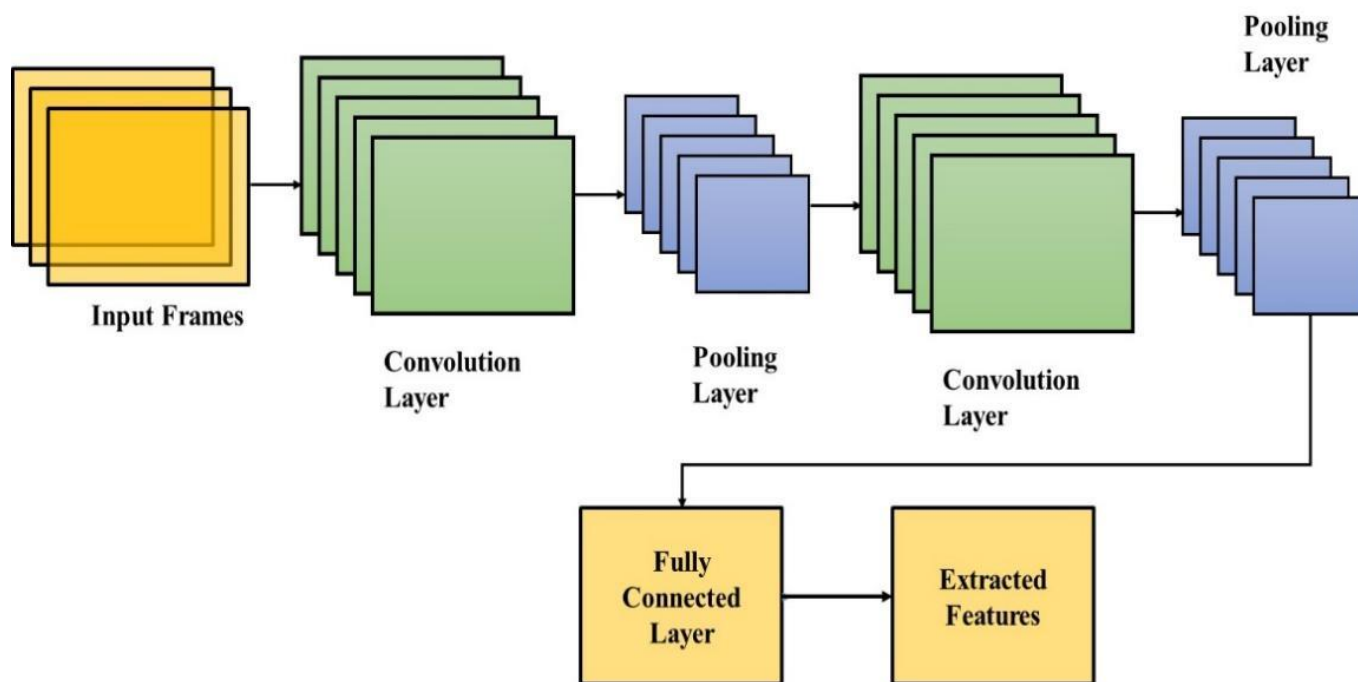 Pooling
Layer
Input Frames
Convolution
Layer
Pooling
Layer
Convolution
Layer
Fully
Connected
Layer
Extracted
Features